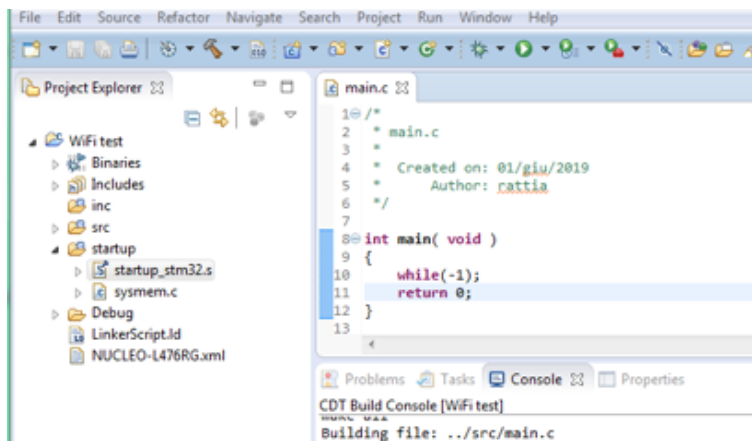 File Edit Source Refactor Navigate Search Project Run Window Help
Project Explorer
WiFi test
Binaries
Includes
inc
src
startup
startup_stm32.s
sysmem.c
Debug
LinkerScript.ld
NUCLEO-L476RG.xml
main.c
1 /*
2 * main.c
3 *
4 * Created on: 01/giu/2019
5 * Author: rattia
6 */
7
8 int main( void )
9 {
10 while(-1);
11 return 0;
12 }
13
Problems Tasks Console Properties
CDT Build Console [WiFi test]
make all
Building file: ../src/main.c